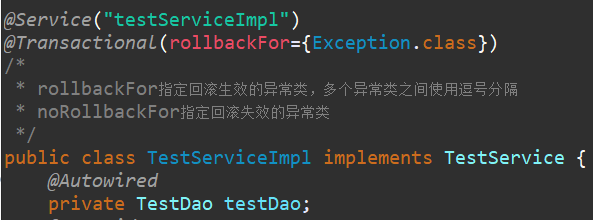 @Service("testServiceImpl")
@Transactional(rollbackFor={Exception.class})
/*
 * rollbackFor指定回滚生效的异常类，多个异常类之间使用逗号分隔
 * noRollbackFor指定回滚失效的异常类
 */
public class TestServiceImpl implements TestService {
    @Autowired
    private TestDao testDao;